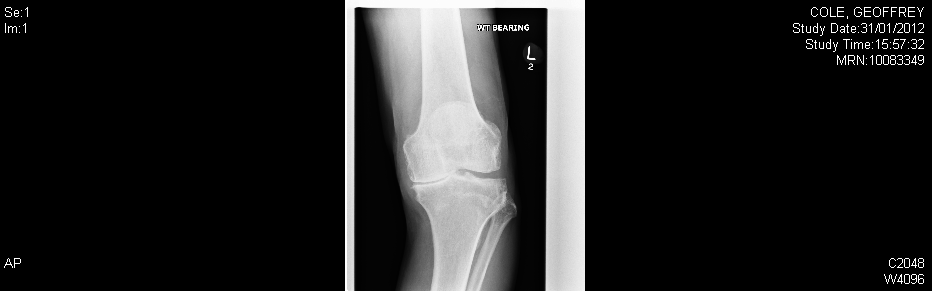 Se:1
Im:1
COLE, GEOFFREY
Study Date:31/01/2012
Study Time:15:57:32
MRN:10083349
WT BEARING
L
2
AP
C2048
W4096